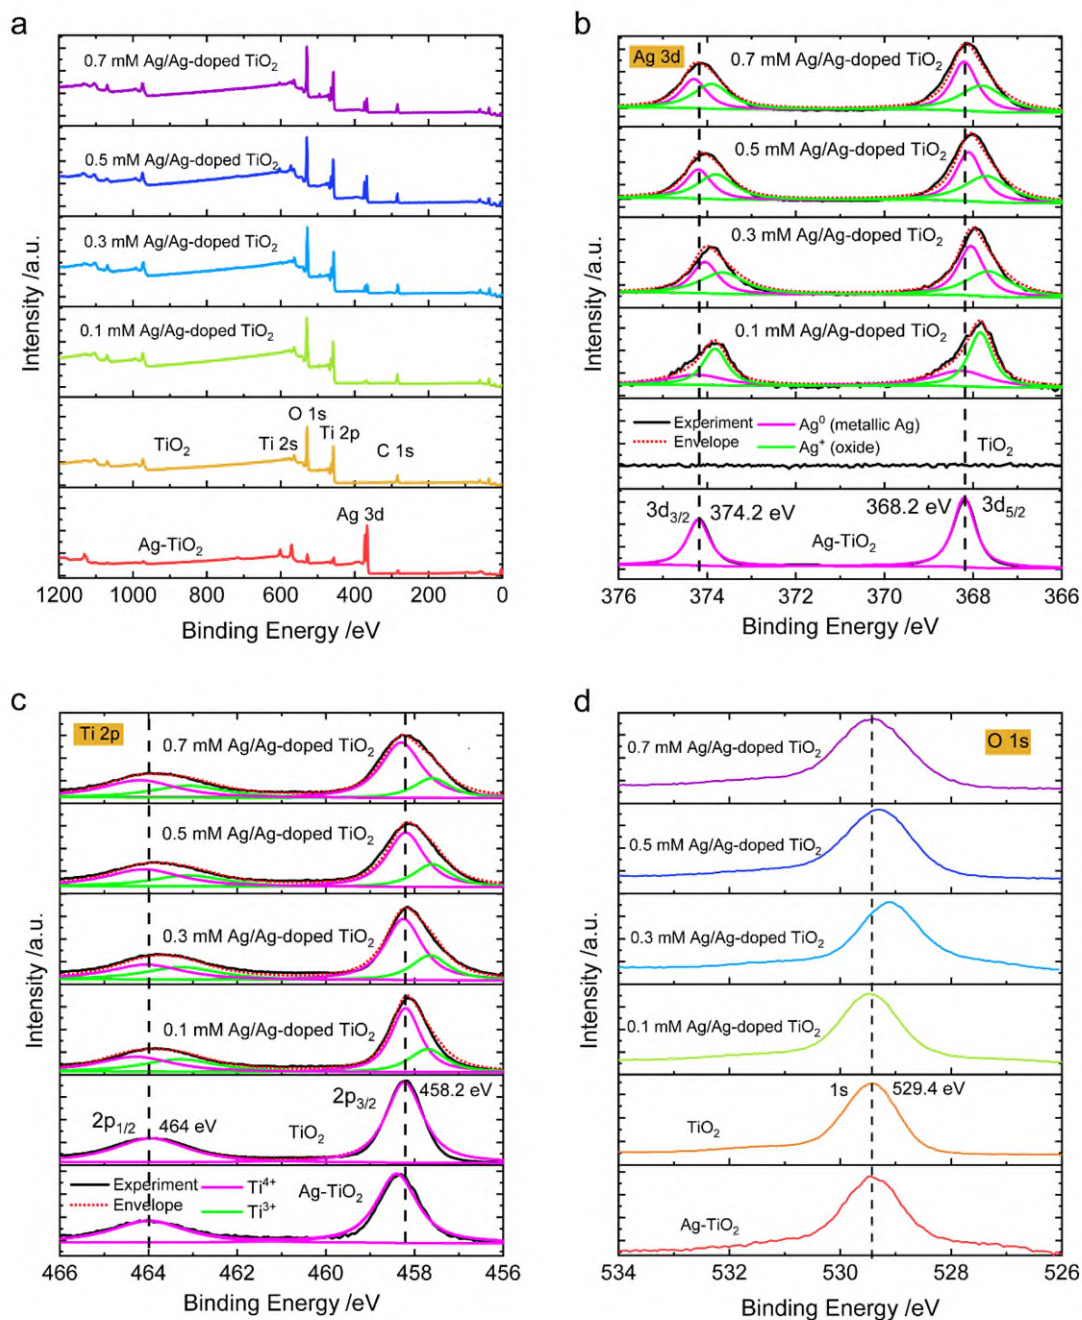 a
0.7 mM Ag/Ag-doped TiO₂
0.5 mM Ag/Ag-doped TiO₂
0.3 mM Ag/Ag-doped TiO₂
0.1 mM Ag/Ag-doped TiO₂
O 1s
TiO₂ Ti 2s Ti 2p
C 1s
Ag 3d
Ag-TiO₂
Intensity /a.u.
1200 1000 800 600 400 200 0
Binding Energy /eV
b
Ag 3d
0.7 mM Ag/Ag-doped TiO₂
0.5 mM Ag/Ag-doped TiO₂
0.3 mM Ag/Ag-doped TiO₂
0.1 mM Ag/Ag-doped TiO₂
Experiment Ag⁰ (metallic Ag)
Envelope Ag⁺ (oxide)
TiO₂
3d₃/₂ 374.2 eV 368.2 eV 3d₅/₂
Ag-TiO₂
Intensity /a.u.
376 374 372 370 368 366
Binding Energy /eV
c
Ti 2p
0.7 mM Ag/Ag-doped TiO₂
0.5 mM Ag/Ag-doped TiO₂
0.3 mM Ag/Ag-doped TiO₂
0.1 mM Ag/Ag-doped TiO₂
2p₁/₂ 464 eV 2p₃/₂ 458.2 eV
TiO₂
Experiment Ti⁴⁺ Ag-TiO₂
Envelope Ti³⁺
Intensity /a.u.
466 464 462 460 458 456
Binding Energy /eV
d
O 1s
0.7 mM Ag/Ag-doped TiO₂
0.5 mM Ag/Ag-doped TiO₂
0.3 mM Ag/Ag-doped TiO₂
0.1 mM Ag/Ag-doped TiO₂
1s 529.4 eV
TiO₂
Ag-TiO₂
Intensity /a.u.
534 532 530 528 526
Binding Energy /eV